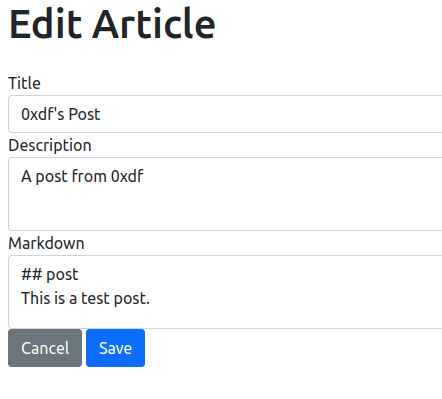 Edit Article
Title
0xdf's Post
Description
A post from 0xdf
Markdown
## post
This is a test post.
Cancel Save